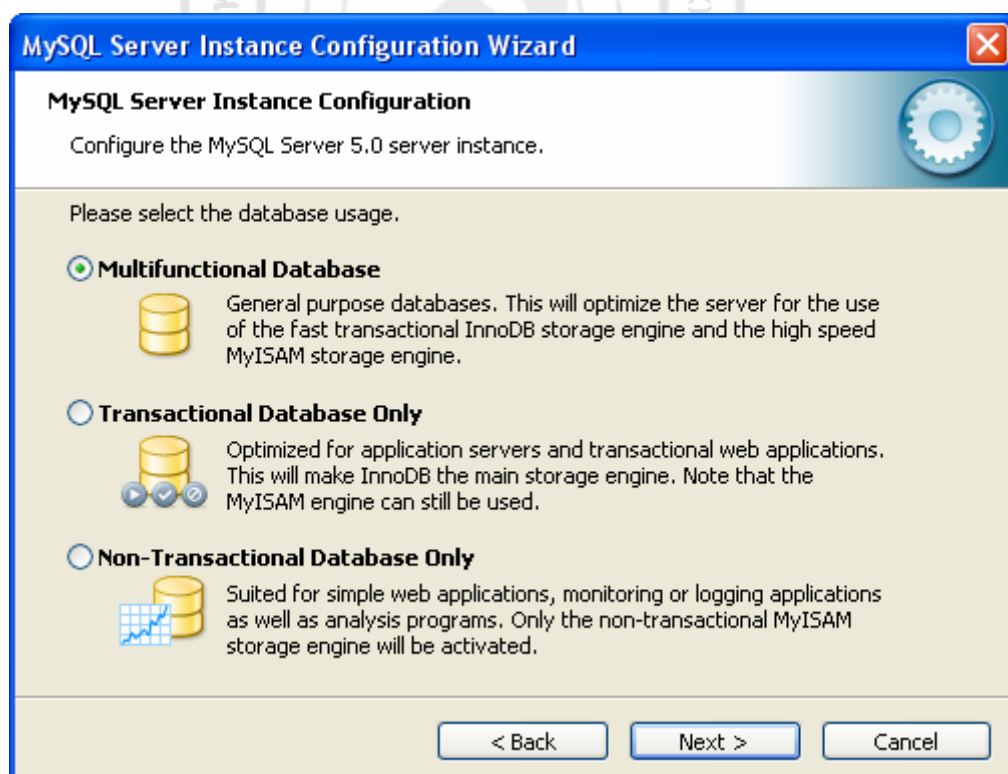 MySQL Server Instance Configuration Wizard
MySQL Server Instance Configuration
Configure the MySQL Server 5.0 server instance.
Please select the database usage.
Multifunctional Database
General purpose databases. This will optimize the server for the use
of the fast transactional InnoDB storage engine and the high speed
MyISAM storage engine.
Transactional Database Only
Optimized for application servers and transactional web applications.
This will make InnoDB the main storage engine. Note that the
MyISAM engine can still be used.
Non-Transactional Database Only
Suited for simple web applications, monitoring or logging applications
as well as analysis programs. Only the non-transactional MyISAM
storage engine will be activated.
< Back
Next >
Cancel